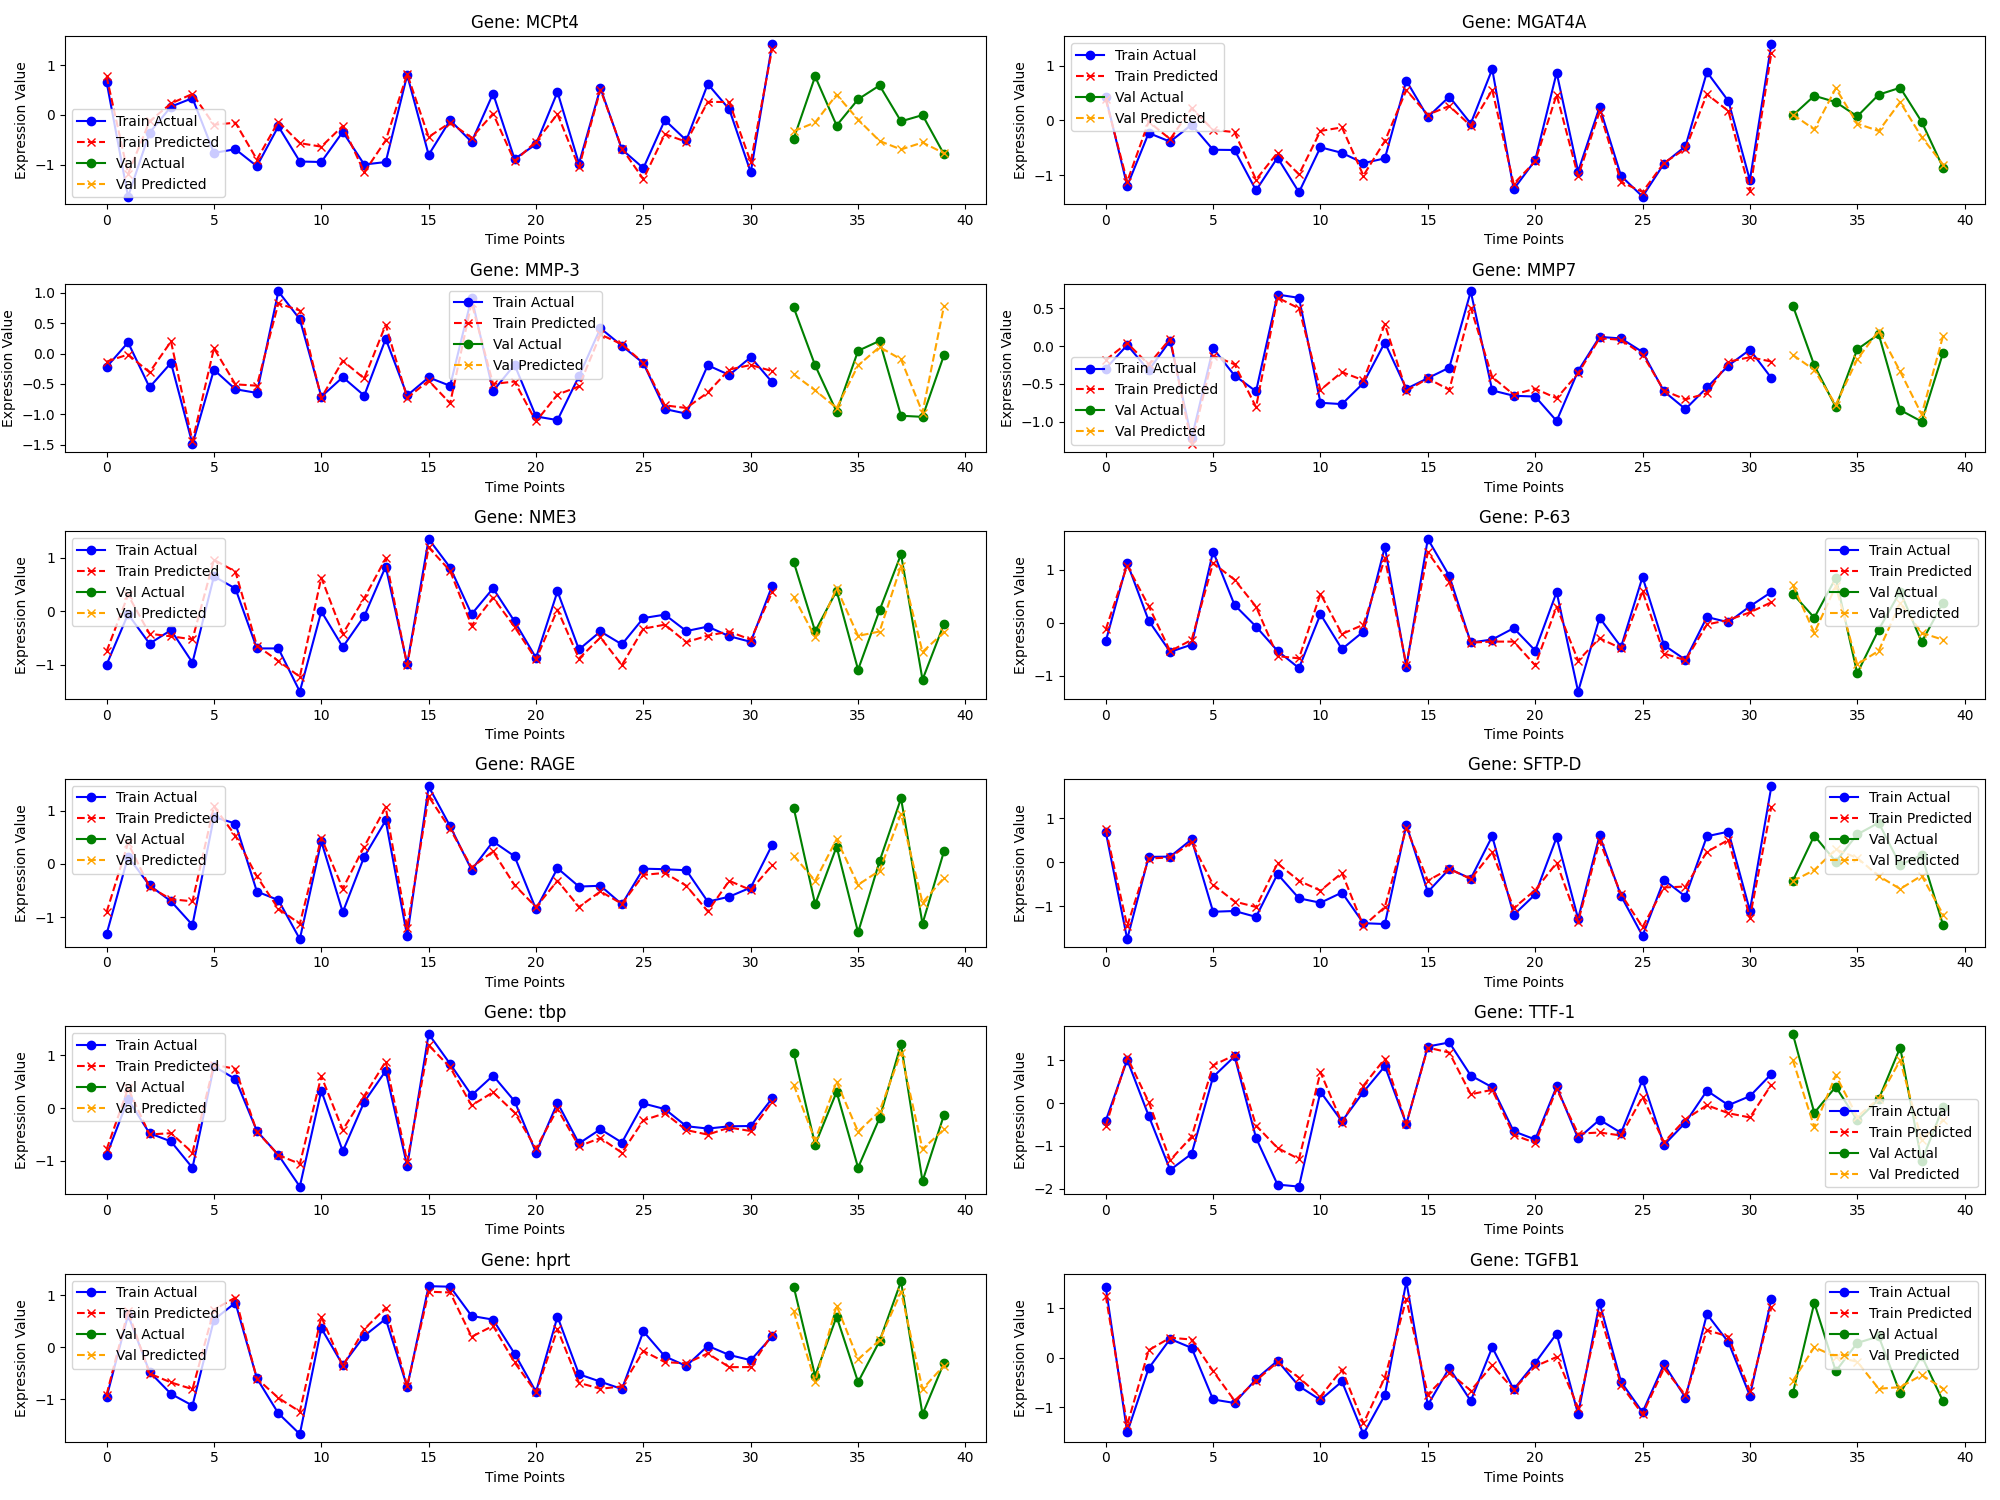 Gene: MCPt4
Expression Value
1
0
−1
Train Actual
Train Predicted
Val Actual
Val Predicted
0 5 10 15 20 25 30 35 40
Time Points
Gene: MGAT4A
Expression Value
1
0
−1
Train Actual
Train Predicted
Val Actual
Val Predicted
0 5 10 15 20 25 30 35 40
Time Points
Gene: MMP-3
Expression Value
1.0
0.5
0.0
−0.5
−1.0
−1.5
Train Actual
Train Predicted
Val Actual
Val Predicted
0 5 10 15 20 25 30 35 40
Time Points
Gene: MMP7
Expression Value
0.5
0.0
−0.5
−1.0
Train Actual
Train Predicted
Val Actual
Val Predicted
0 5 10 15 20 25 30 35 40
Time Points
Gene: NME3
Expression Value
1
0
−1
Train Actual
Train Predicted
Val Actual
Val Predicted
0 5 10 15 20 25 30 35 40
Time Points
Gene: P-63
Expression Value
1
0
−1
Train Actual
Train Predicted
Val Actual
Val Predicted
0 5 10 15 20 25 30 35 40
Time Points
Gene: RAGE
Expression Value
1
0
−1
Train Actual
Train Predicted
Val Actual
Val Predicted
0 5 10 15 20 25 30 35 40
Time Points
Gene: SFTP-D
Expression Value
1
0
−1
Train Actual
Train Predicted
Val Actual
Val Predicted
0 5 10 15 20 25 30 35 40
Time Points
Gene: tbp
Expression Value
1
0
−1
Train Actual
Train Predicted
Val Actual
Val Predicted
0 5 10 15 20 25 30 35 40
Time Points
Gene: TTF-1
Expression Value
1
0
−1
−2
Train Actual
Train Predicted
Val Actual
Val Predicted
0 5 10 15 20 25 30 35 40
Time Points
Gene: hprt
Expression Value
1
0
−1
Train Actual
Train Predicted
Val Actual
Val Predicted
0 5 10 15 20 25 30 35 40
Time Points
Gene: TGFB1
Expression Value
1
0
−1
Train Actual
Train Predicted
Val Actual
Val Predicted
0 5 10 15 20 25 30 35 40
Time Points